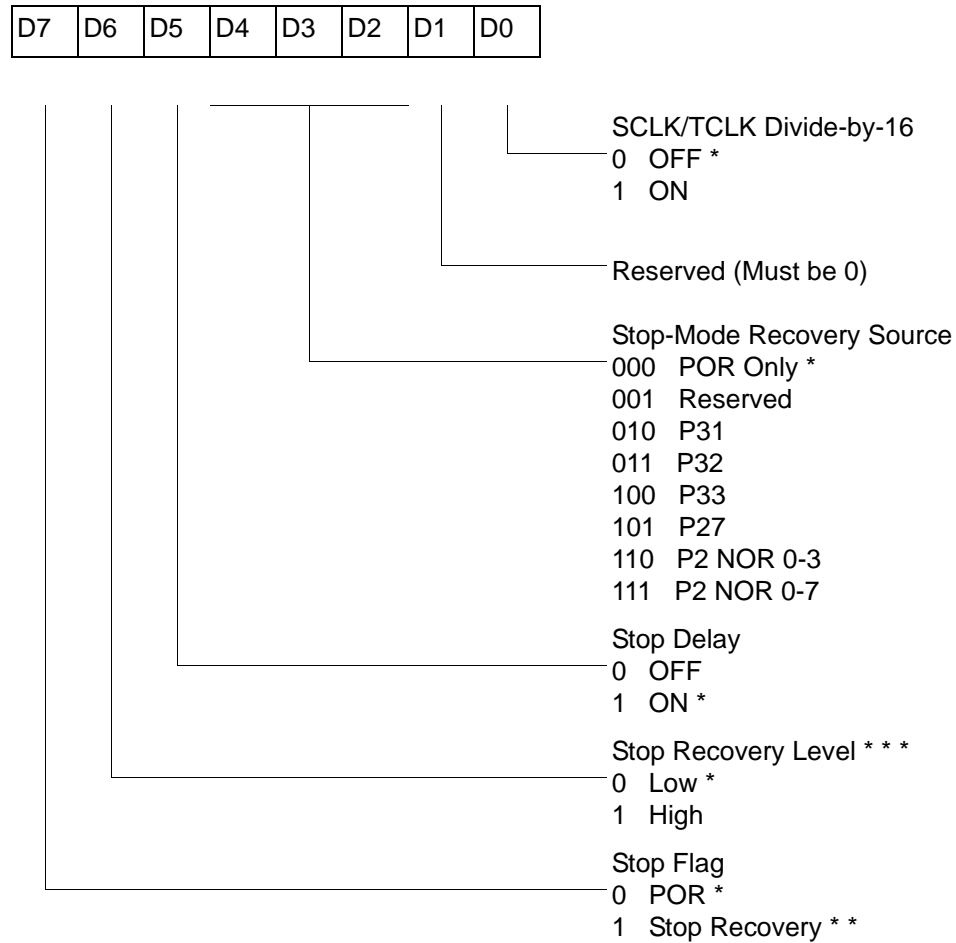 D7 D6 D5 D4 D3 D2 D1 D0
SCLK/TCLK Divide-by-16
0 OFF *
1 ON
Reserved (Must be 0)
Stop-Mode Recovery Source
000 POR Only *
001 Reserved
010 P31
011 P32
100 P33
101 P27
110 P2 NOR 0-3
111 P2 NOR 0-7
Stop Delay
0 OFF
1 ON *
Stop Recovery Level * * *
0 Low *
1 High
Stop Flag
0 POR *
1 Stop Recovery * *